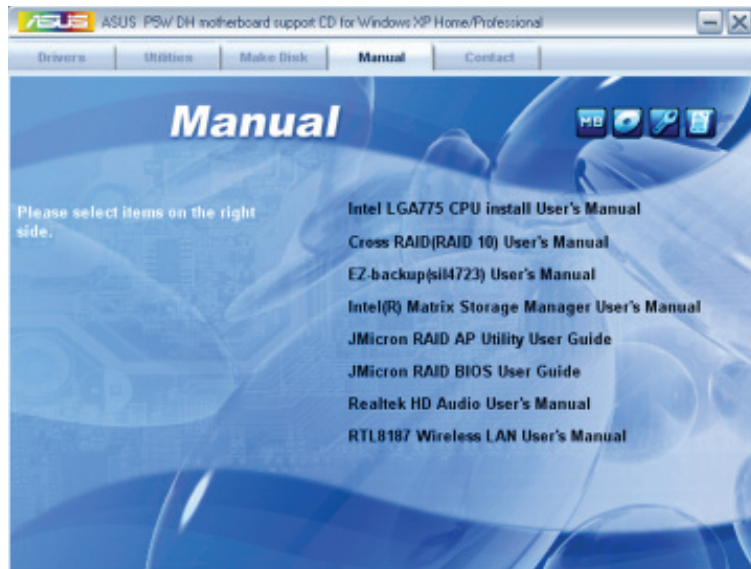 ASUS ASUS P5W DH motherboard support CD for Windows XP Home/Professional
Drivers Utilities Make Disk Manual Contact
Manual
MB
Please select items on the right
side.
Intel LGA775 CPU install User's Manual
Cross RAID(RAID 10) User's Manual
EZ-backup(sil4723) User's Manual
Intel(R) Matrix Storage Manager User's Manual
JMicron RAID AP Utility User Guide
JMicron RAID BIOS User Guide
Realtek HD Audio User's Manual
RTL8187 Wireless LAN User's Manual